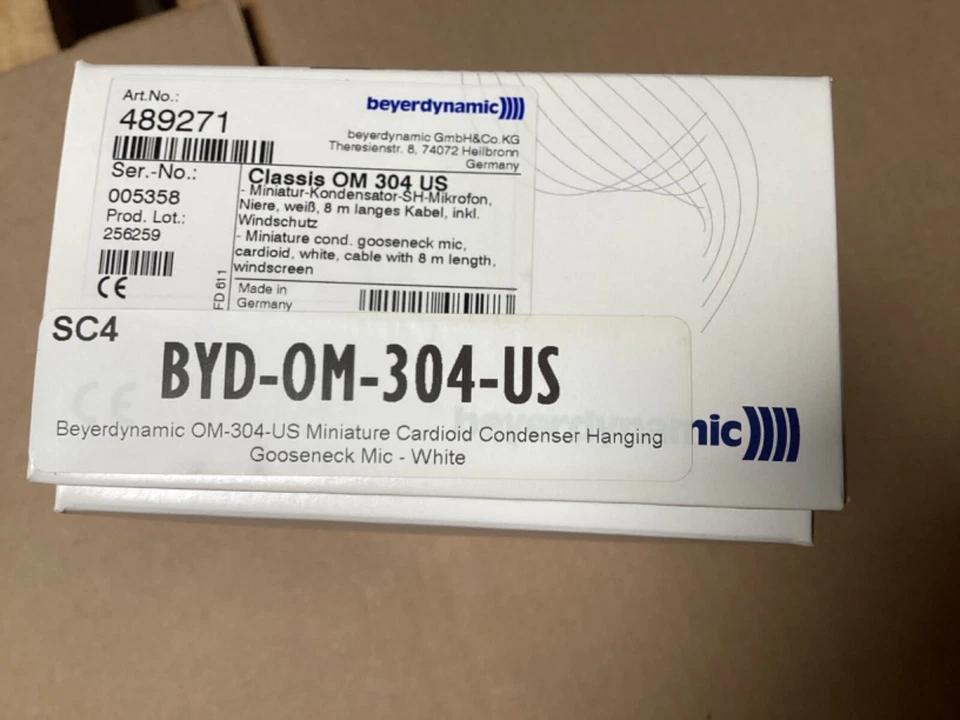 Art.No.:
489271
beyerdynamic
beyerdynamic GmbH&Co.KG
Theresienstr. 8, 74072 Heilbronn
Germany
Ser.-No.:
005358
Prod. Lot.:
256259
CE
FD 611
Classis OM 304 US
- Miniatur-Kondensator-SH-Mikrofon,
Niere, weiß, 8 m langes Kabel, inkl.
Windschutz
- Miniature cond. gooseneck mic,
cardioid, white, cable with 8 m length,
windscreen
Made in
Germany
SC4
BYD-OM-304-US
CE
Beyerdynamic OM-304-US Miniature Cardioid Condenser Hanging
Gooseneck Mic - White
beyerdynamic